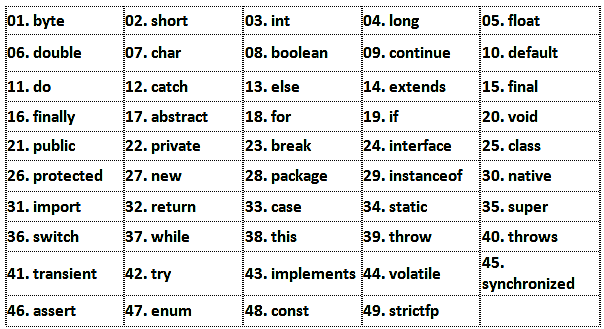 01. byte 02. short 03. int 04. long 05. float
06. double 07. char 08. boolean 09. continue 10. default
11. do 12. catch 13. else 14. extends 15. final
16. finally 17. abstract 18. for 19. if 20. void
21. public 22. private 23. break 24. interface 25. class
26. protected 27. new 28. package 29. instanceof 30. native
31. import 32. return 33. case 34. static 35. super
36. switch 37. while 38. this 39. throw 40. throws
41. transient 42. try 43. implements 44. volatile 45.
synchronized
46. assert 47. enum 48. const 49. strictfp